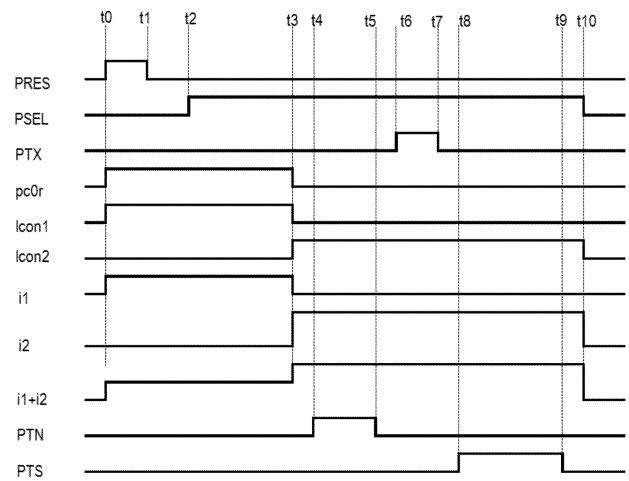 t0 t1 t2 t3 t4 t5 t6 t7 t8 t9 t10
PRES
PSEL
PTX
pc0r
Icon1
Icon2
i1
i2
i1+i2
PTN
PTS